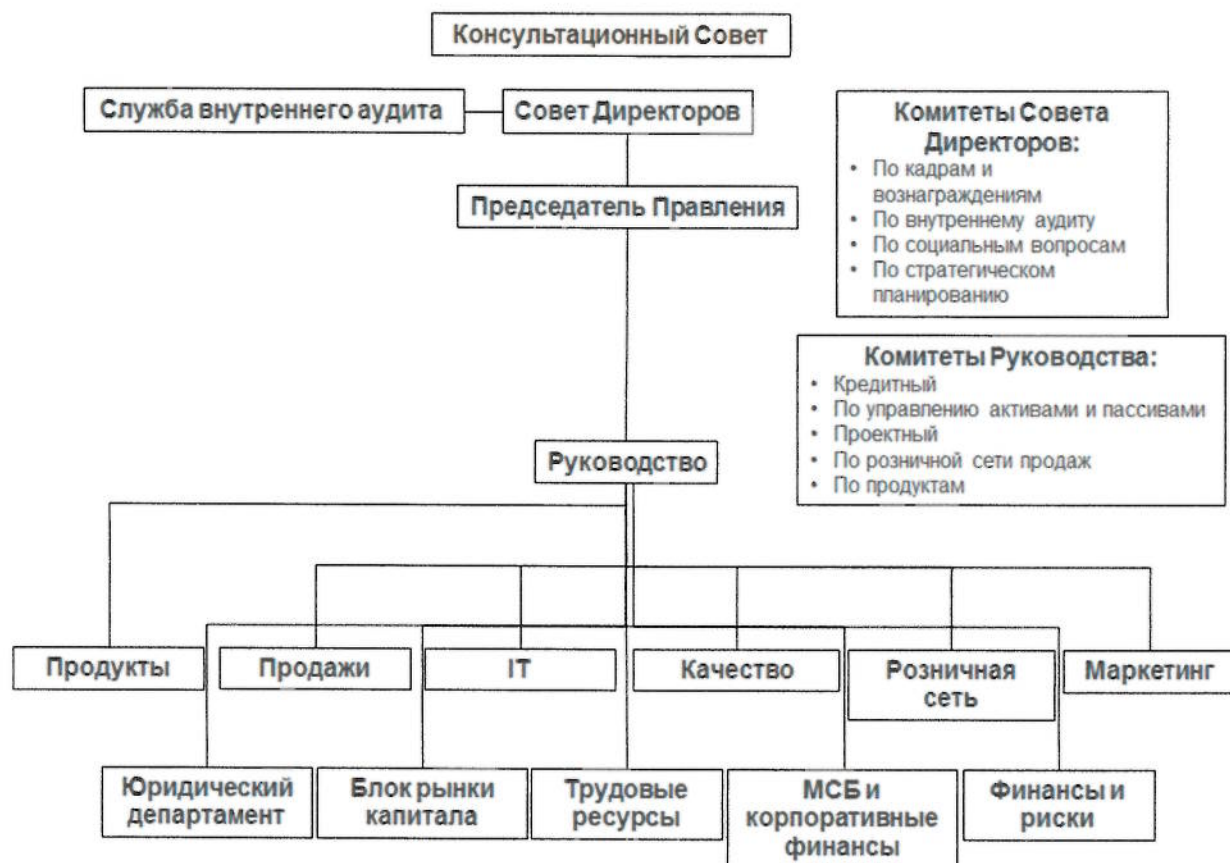 Консультационный Совет
Служба внутреннего аудита
Совет Директоров
Комитеты Совета
Директоров:
• По кадрам и
вознаграждениям
• По внутреннему аудиту
• По социальным вопросам
• По стратегическом
планированию
Председатель Правления
Комитеты Руководства:
• Кредитный
• По управлению активами и пассивами
• Проектный
• По розничной сети продаж
• По продуктам
Руководство
Продукты
Продажи
IT
Качество
Розничная
сеть
Маркетинг
Юридический
департамент
Блок рынки
капитала
Трудовые
ресурсы
МСБ и
корпоративные
финансы
Финансы и
риски